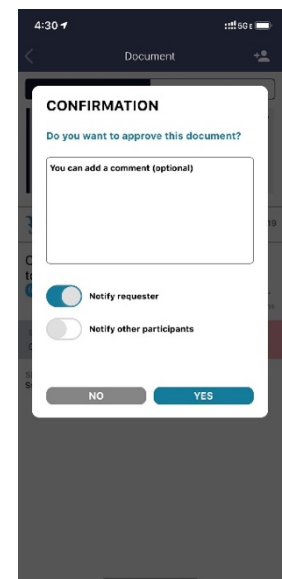 4:30
5G E
Document
CONFIRMATION
Do you want to approve this document?
You can add a comment (optional)
19
Notify requester
Notify other participants
NO
YES